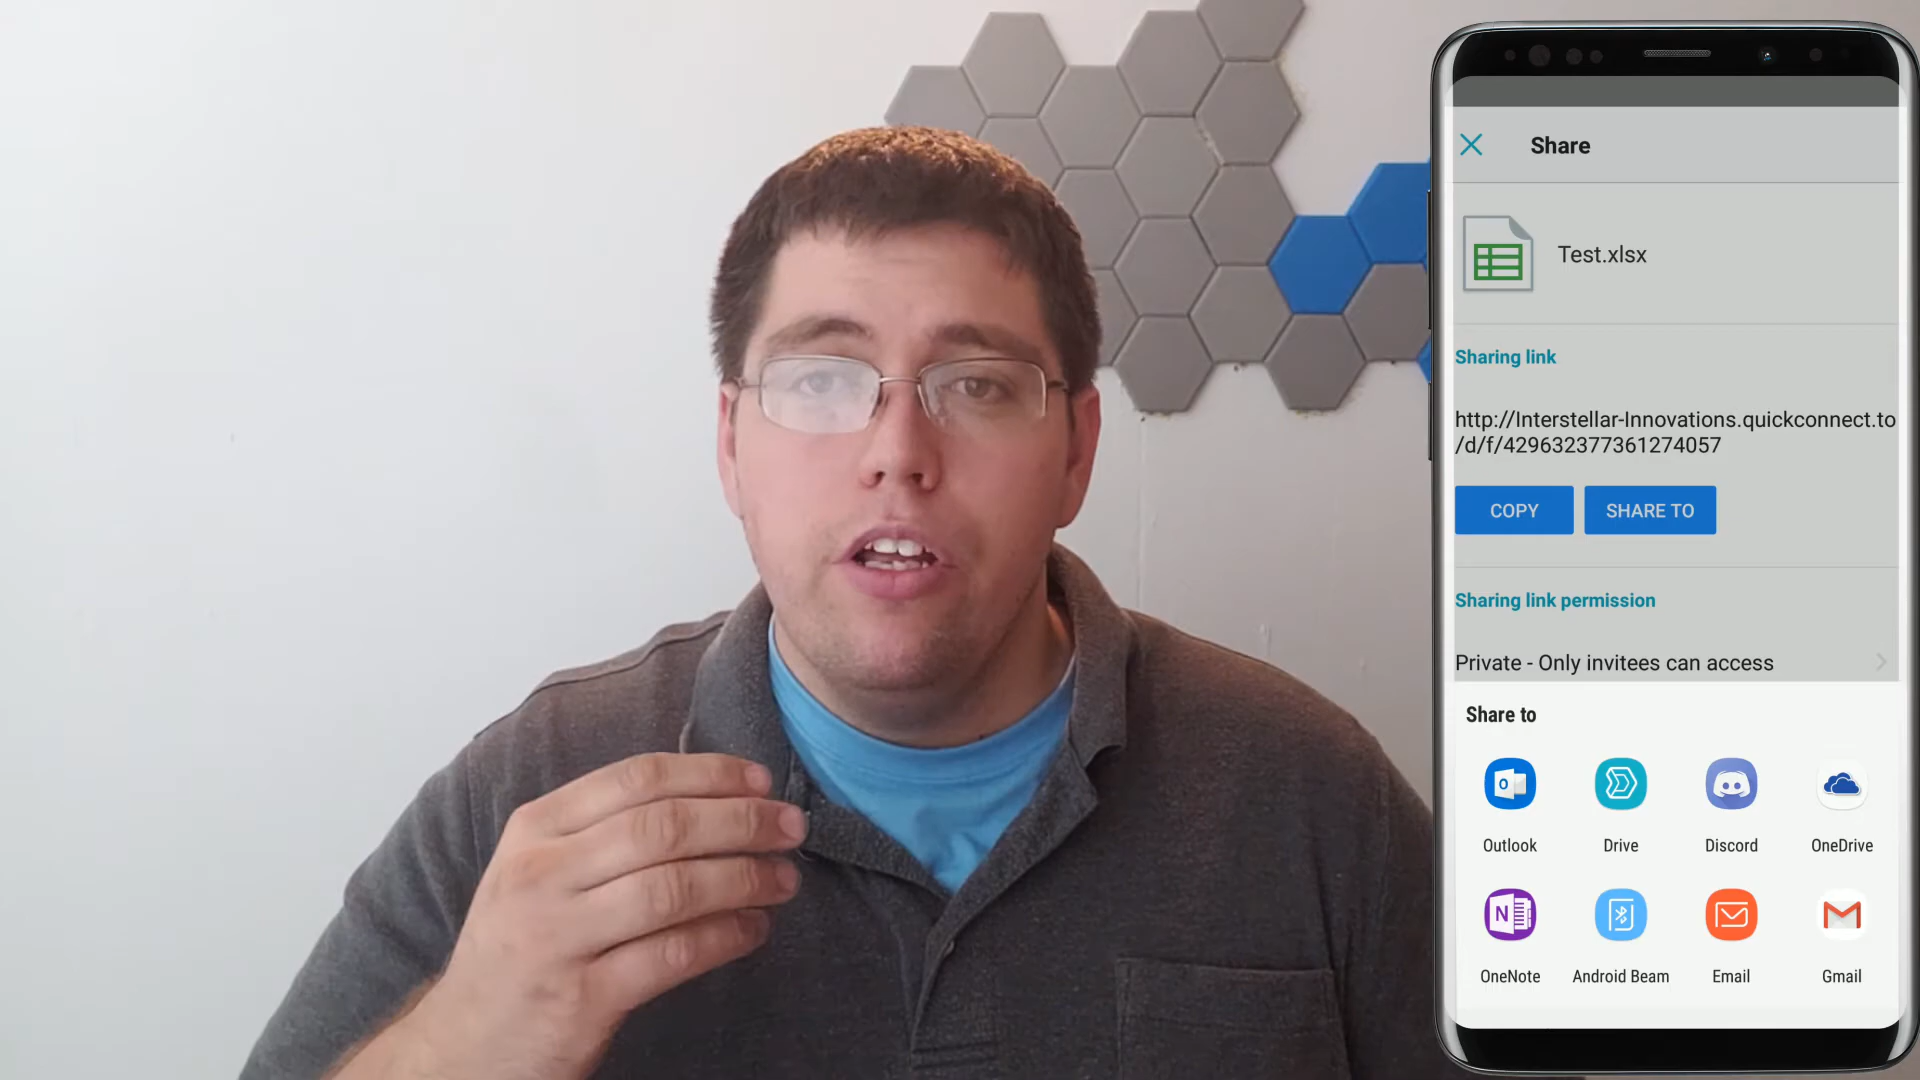 Share
Test.xlsx
Sharing link
http://Interstellar-Innovations.quickconnect.to
/d/f/429632377361274057
COPY SHARE TO
Sharing link permission
Private - Only invitees can access
Share to
Outlook Drive Discord OneDrive
OneNote Android Beam Email Gmail